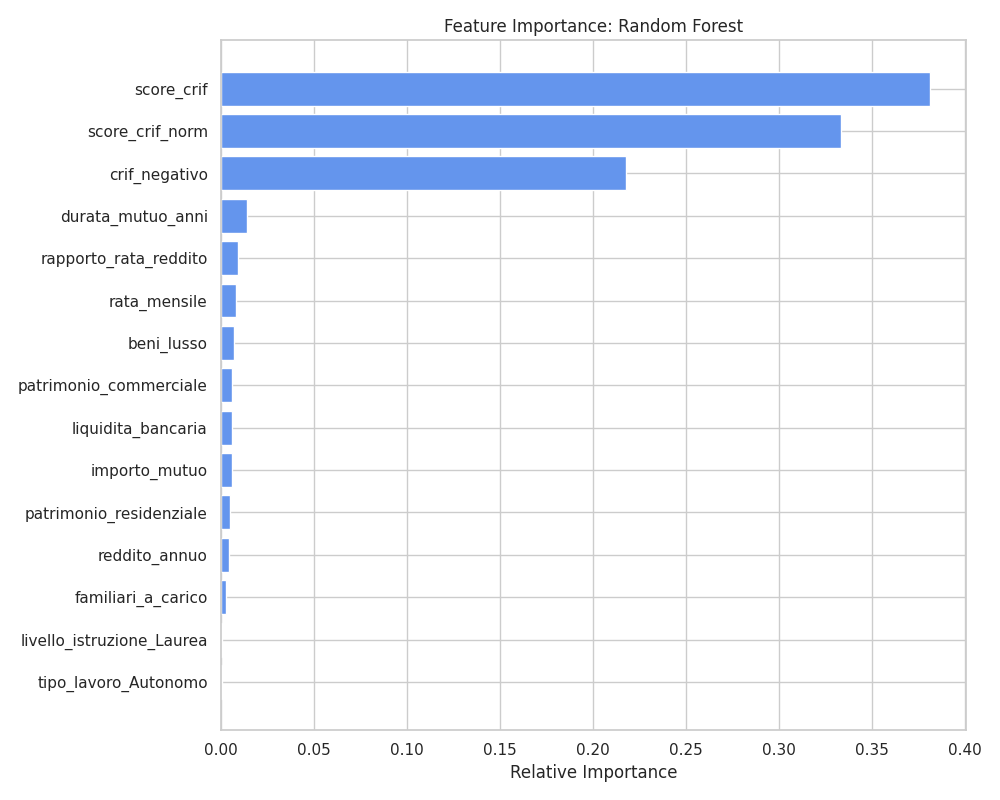 Feature Importance: Random Forest
score_crif
score_crif_norm
crif_negativo
durata_mutuo_anni
rapporto_rata_reddito
rata_mensile
beni_lusso
patrimonio_commerciale
liquidita_bancaria
importo_mutuo
patrimonio_residenziale
reddito_annuo
familiari_a_carico
livello_istruzione_Laurea
tipo_lavoro_Autonomo
0.00 0.05 0.10 0.15 0.20 0.25 0.30 0.35 0.40
Relative Importance